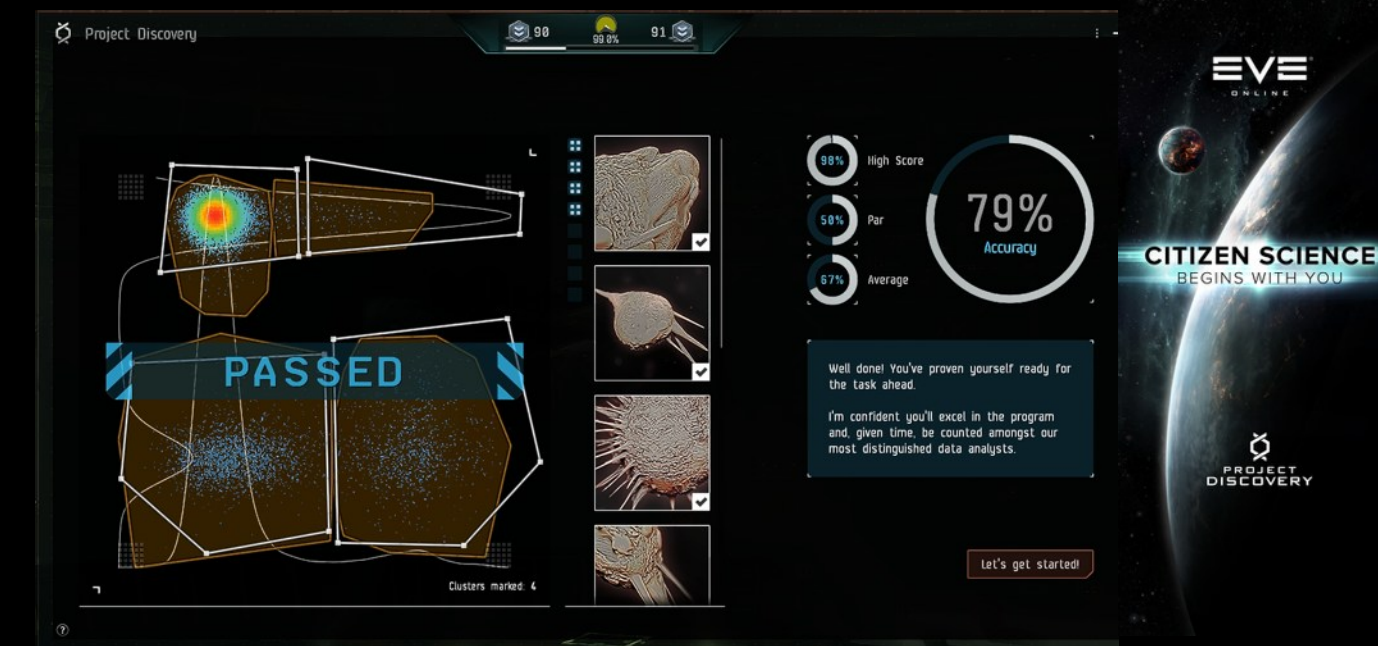 Project Discovery
90
99.0%
91
98%
High Score
50%
Par
67%
Average
79%
Accuracy
PASSED
Well done! You've proven yourself ready for
the task ahead.
I'm confident you'll excel in the program
and, given time, be counted amongst our
most distinguished data analysts.
Clusters marked: 4
Let's get started!
?
EVE
ONLINE
CITIZEN SCIENCE
BEGINS WITH YOU
PROJECT
DISCOVERY